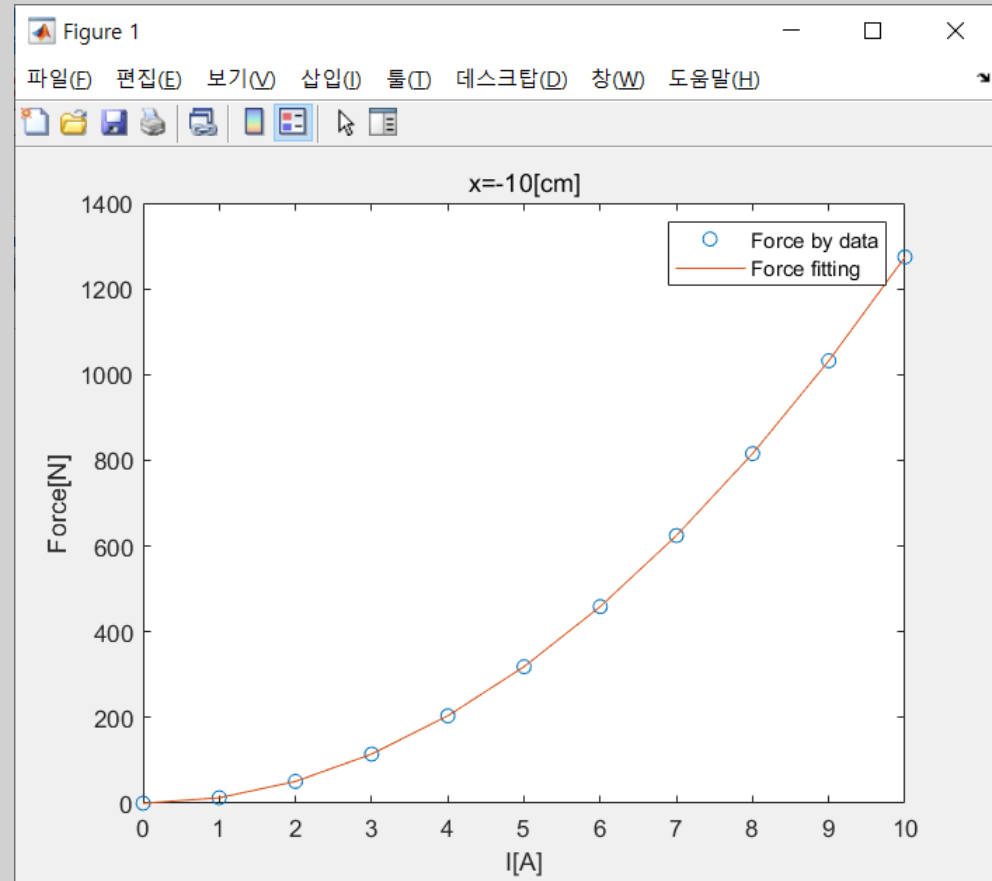 Figure 1
파일(F) 편집(E) 보기(V) 삽입(I) 툴(T) 데스크탑(D) 창(W) 도움말(H)
x=-10[cm]
1400
1200
1000
800
600
400
200
0
Force[N]
Force by data
Force fitting
0 1 2 3 4 5 6 7 8 9 10
I[A]